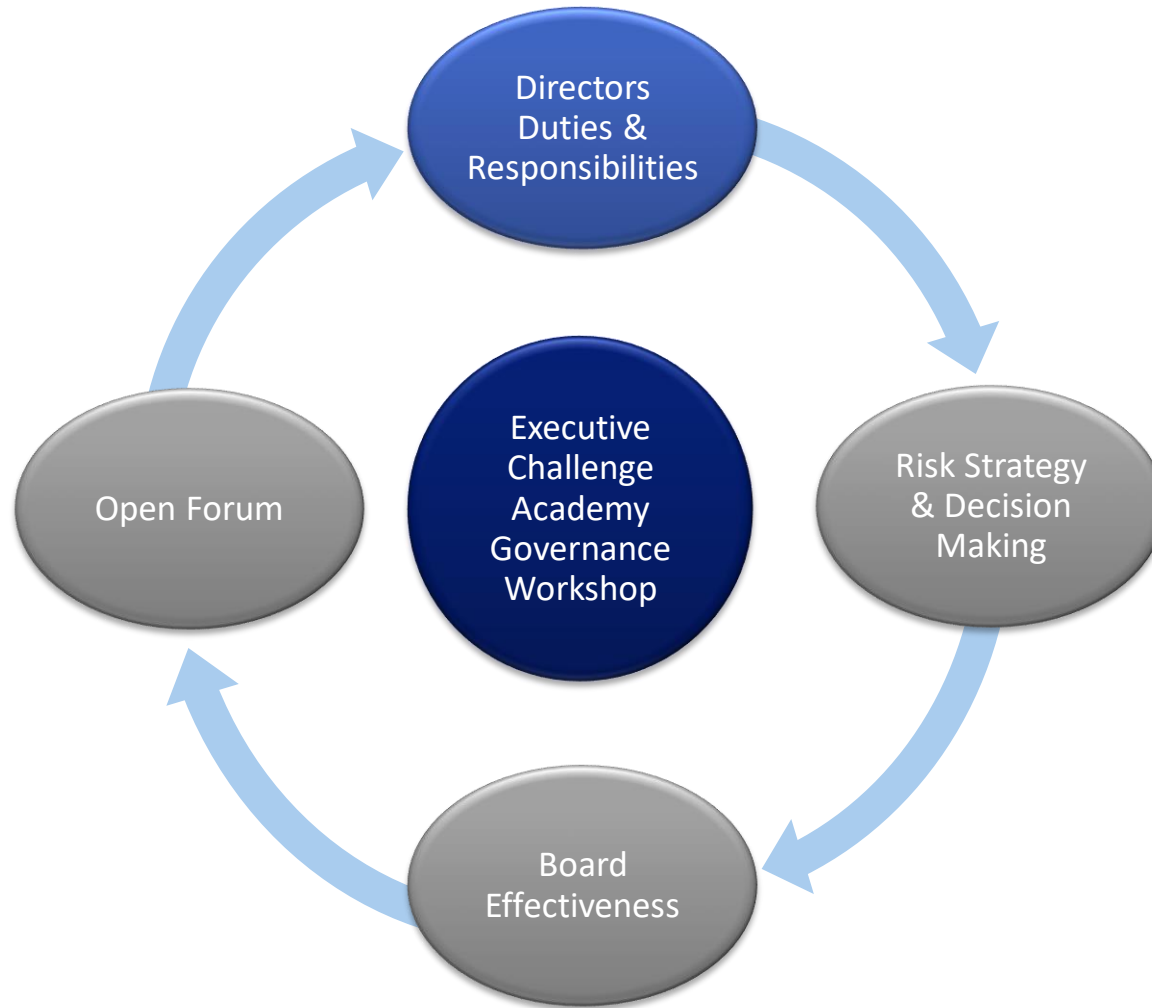 Directors
Duties &
Responsibilities
Executive
Challenge
Academy
Governance
Workshop
Risk Strategy
& Decision
Making
Open Forum
Board
Effectiveness